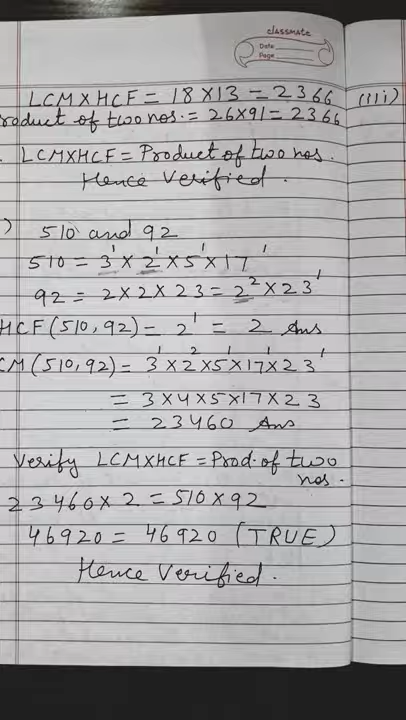 classmate
Date
Page
LCM X HCF = 18 X 13 = 2366 (iii)
roduct of two nos. = 26 X 91 = 2366
. LCM X HCF = Product of two nos.
Hence Verified.
) 510 and 92
510 = 3¹ X 2¹ X 5¹ X 17¹
92 = 2 X 2 X 23 = 2² X 23¹
HCF (510, 92) = 2¹ = 2 Ans
CM (510, 92) = 3¹ X 2² X 5¹ X 17¹ X 23¹
= 3 X 4 X 5 X 17 X 23
= 23460 Ans
Verify LCM X HCF = Prod. of two
nos.
23460 X 2 = 510 X 92
46920 = 46920 (TRUE)
Hence Verified.